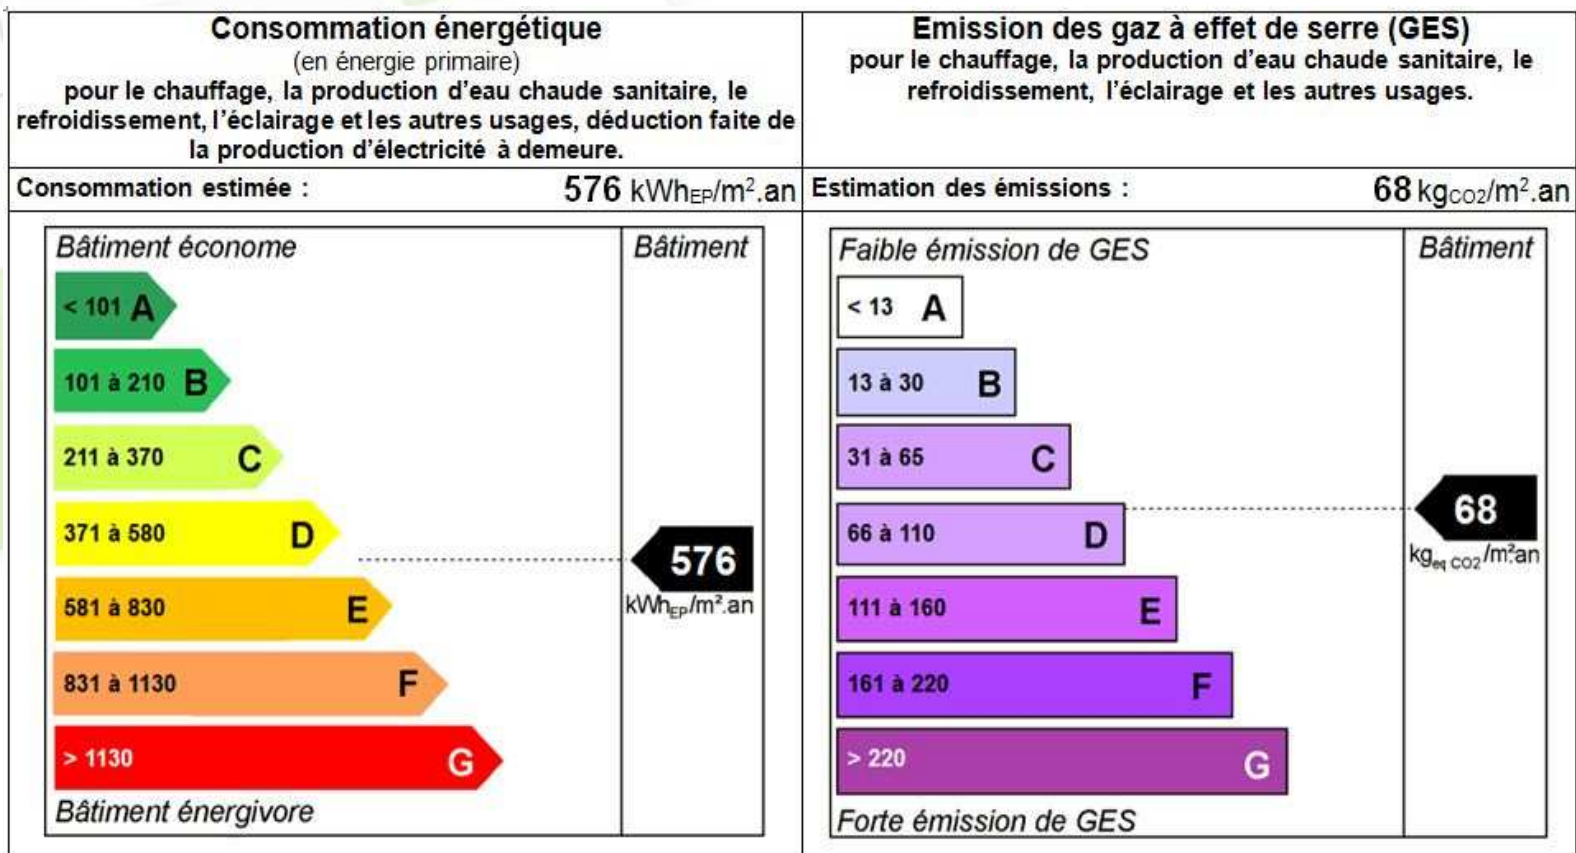 Consommation énergétique
(en énergie primaire)
pour le chauffage, la production d'eau chaude sanitaire, le
refroidissement, l'éclairage et les autres usages, déduction faite de
la production d'électricité à demeure.
Consommation estimée : 576 kWhEP/m².an
Bâtiment économe
Bâtiment
< 101 A
101 à 210 B
211 à 370 C
371 à 580 D
576
kWhEP/m².an
581 à 830 E
831 à 1130 F
> 1130 G
Bâtiment énergivore
Emission des gaz à effet de serre (GES)
pour le chauffage, la production d'eau chaude sanitaire, le
refroidissement, l'éclairage et les autres usages.
Estimation des émissions : 68 kgCO2/m².an
Faible émission de GES
Bâtiment
< 13 A
13 à 30 B
31 à 65 C
68
kgeq CO2/m².an
66 à 110 D
111 à 160 E
161 à 220 F
> 220 G
Forte émission de GES